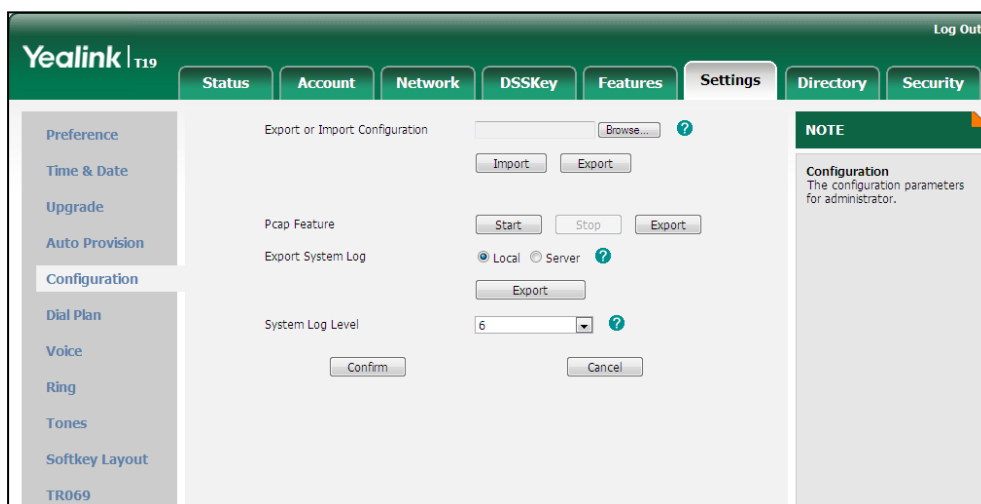 Log Out
Yealink | T19
Status Account Network DSSKey Features Settings Directory Security
Preference
Time & Date
Upgrade
Auto Provision
Configuration
Dial Plan
Voice
Ring
Tones
Softkey Layout
TR069
Export or Import Configuration Browse... ?
Import Export
Pcap Feature Start Stop Export
Export System Log Local Server ?
Export
System Log Level 6 ?
Confirm Cancel
NOTE
Configuration
The configuration parameters
for administrator.